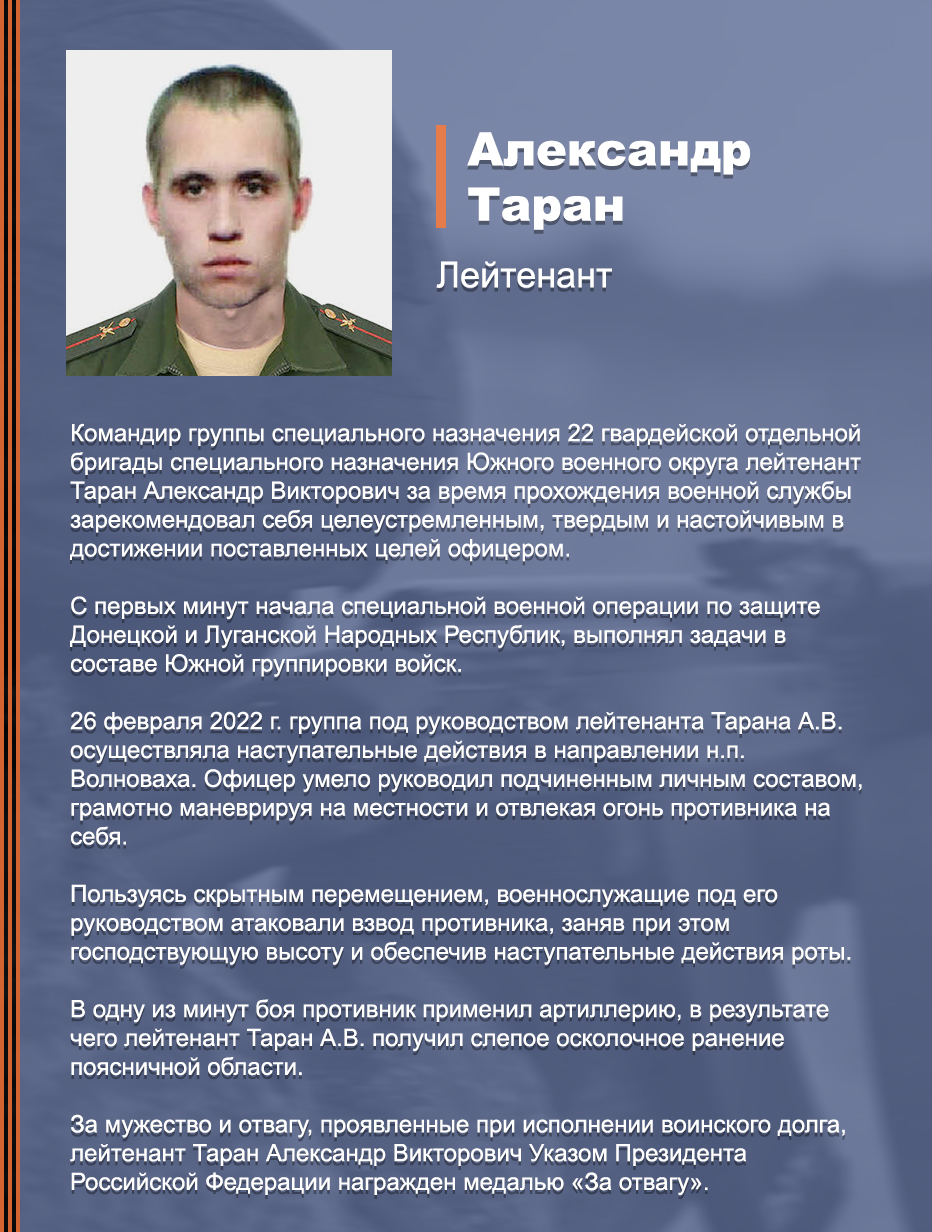 Александр
Таран
Лейтенант
Командир группы специального назначения 22 гвардейской отдельной
бригады специального назначения Южного военного округа лейтенант
Таран Александр Викторович за время прохождения военной службы
зарекомендовал себя целеустремленным, твердым и настойчивым в
достижении поставленных целей офицером.
С первых минут начала специальной военной операции по защите
Донецкой и Луганской Народных Республик, выполнял задачи в
составе Южной группировки войск.
26 февраля 2022 г. группа под руководством лейтенанта Тарана А.В.
осуществляла наступательные действия в направлении н.п.
Волноваха. Офицер умело руководил подчиненным личным составом,
грамотно маневрируя на местности и отвлекая огонь противника на
себя.
Пользуясь скрытным перемещением, военнослужащие под его
руководством атаковали взвод противника, заняв при этом
господствующую высоту и обеспечив наступательные действия роты.
В одну из минут боя противник применил артиллерию, в результате
чего лейтенант Таран А.В. получил слепое осколочное ранение
поясничной области.
За мужество и отвагу, проявленные при исполнении воинского долга,
лейтенант Таран Александр Викторович Указом Президента
Российской Федерации награжден медалью «За отвагу».